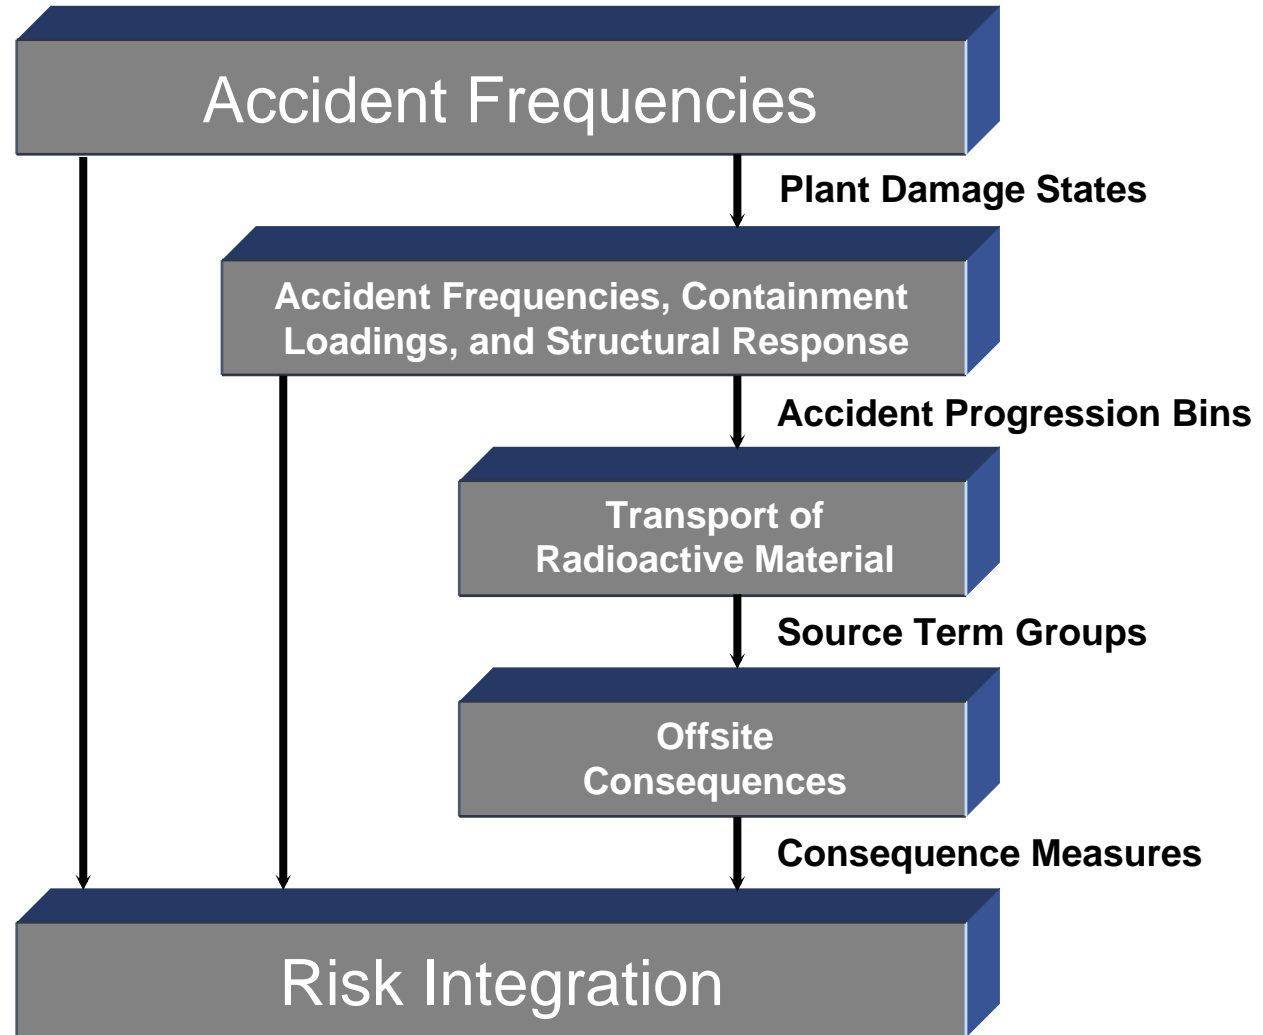 Accident Frequencies
Plant Damage States
Accident Frequencies, Containment
Loadings, and Structural Response
Accident Progression Bins
Transport of
Radioactive Material
Source Term Groups
Offsite
Consequences
Consequence Measures
Risk Integration